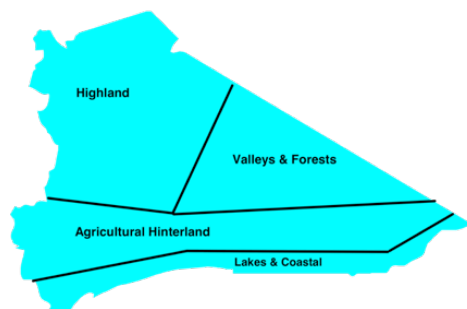 Highland
Valleys & Forests
Agricultural Hinterland
Lakes & Coastal